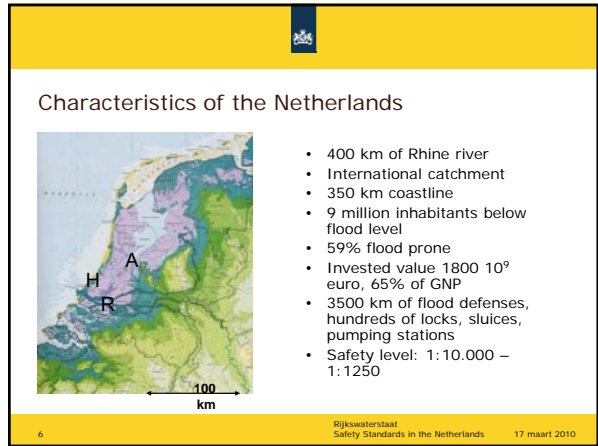 Characteristics of the Netherlands
A
H
R
100
km
• 400 km of Rhine river
• International catchment
• 350 km coastline
• 9 million inhabitants below
flood level
• 59% flood prone
• Invested value 1800 10⁹
euro, 65% of GNP
• 3500 km of flood defenses,
hundreds of locks, sluices,
pumping stations
• Safety level: 1:10.000 –
1:1250
6
Rijkswaterstaat
Safety Standards in the Netherlands
17 maart 2010